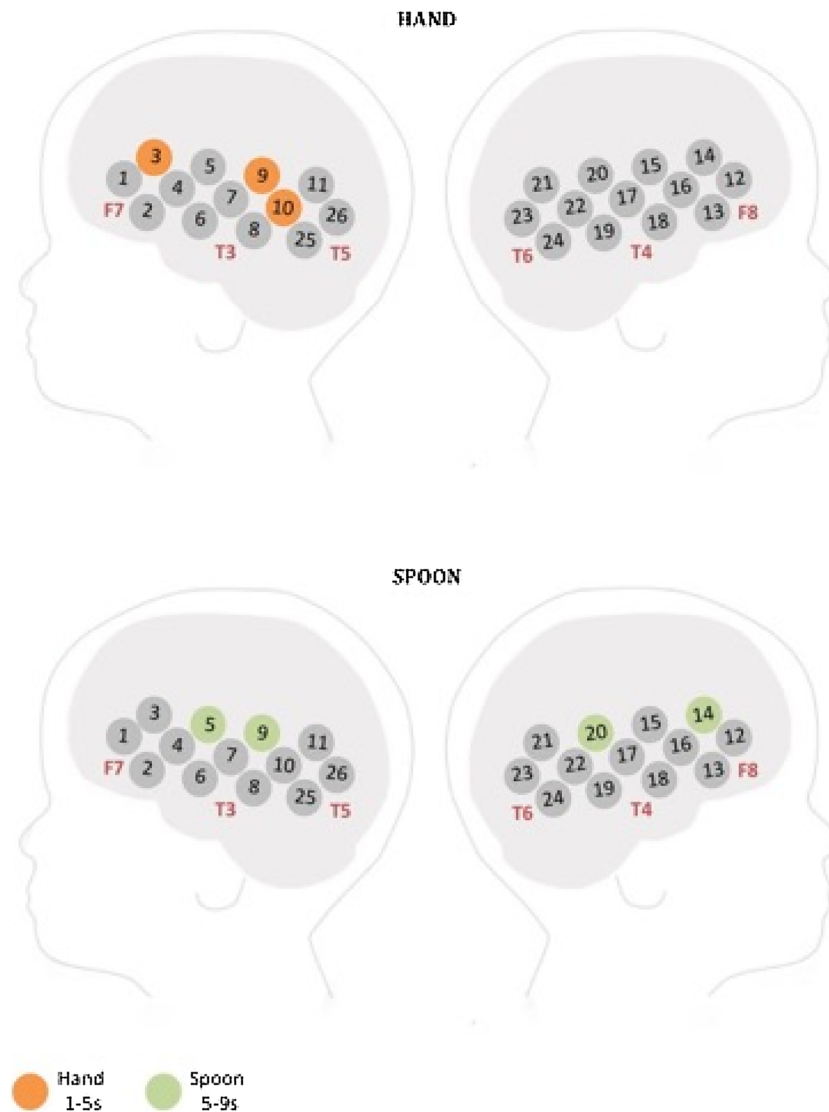 HAND
3 5 9 11 1 4 7 10 26 F7 2 6 8 25 T3 T5
14 15 20 21 12 16 17 22 23 13 F8 18 19 24 T6 T4
SPOON
3 5 9 11 1 4 7 10 26 F7 2 6 8 25 T3 T5
14 15 20 21 12 16 17 22 23 13 F8 18 19 24 T6 T4
Hand
1-5s
Spoon
5-9s